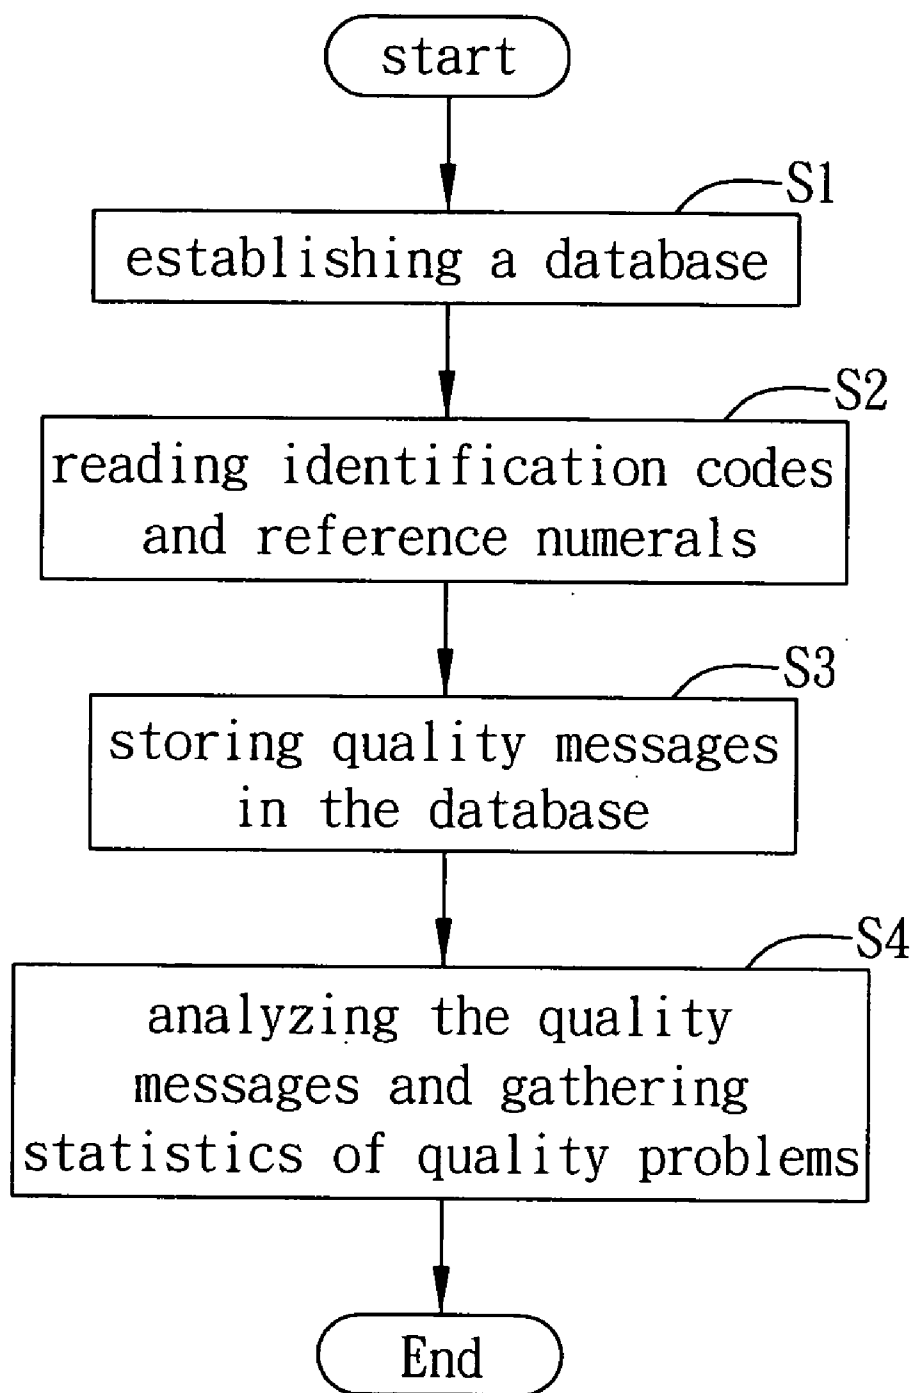 start
S1
establishing a database
S2
reading identification codes
and reference numerals
S3
storing quality messages
in the database
S4
analyzing the quality
messages and gathering
statistics of quality problems
End